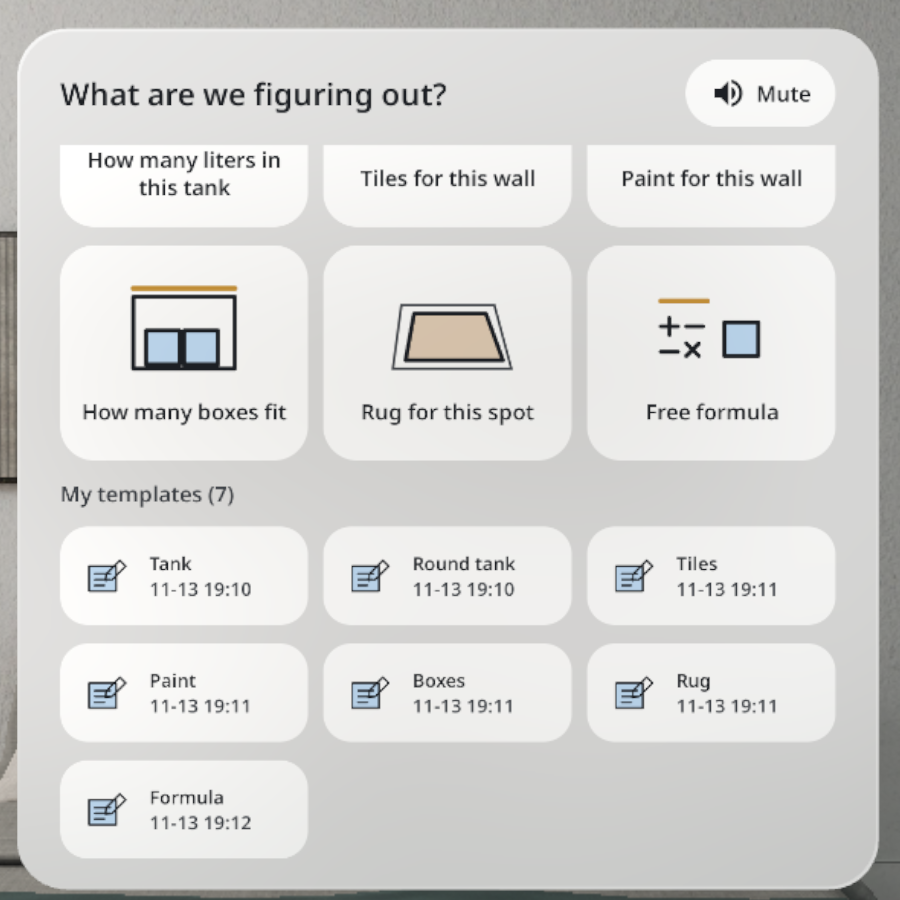 What are we figuring out?
Mute
How many liters in
this tank
Tiles for this wall
Paint for this wall
How many boxes fit
Rug for this spot
Free formula
My templates (7)
Tank
11-13 19:10
Round tank
11-13 19:10
Tiles
11-13 19:11
Paint
11-13 19:11
Boxes
11-13 19:11
Rug
11-13 19:11
Formula
11-13 19:12